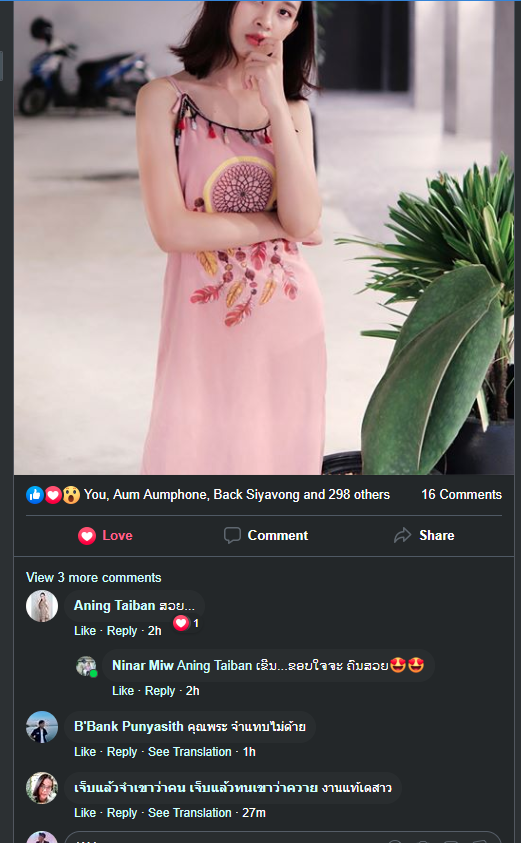 You, Aum Aumphone, Back Siyavong and 298 others 16 Comments
Love Comment Share
View 3 more comments
Aning Taiban ສວຍ...
1
Like · Reply · 2h
Ninar Miw Aning Taiban ເຂີນ...ຂອບໃຈຈະ ຄົນສວຍ🤩🤩
Like · Reply · 2h
B'Bank Punyasith คุณพระ จำแทบไม่ด้าย
Like · Reply · See Translation · 1h
เจ็บแล้วจำเขาว่าคน เจ็บแล้วทนเขาว่าควาย งานแท้เดสาว
Like · Reply · See Translation · 27m